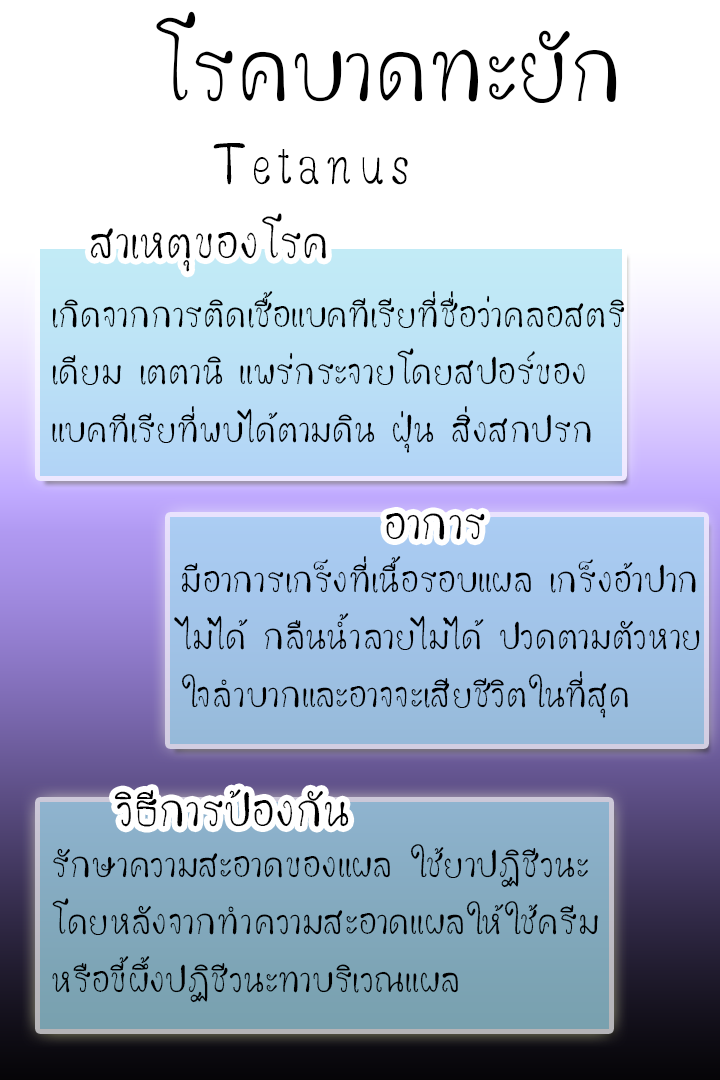 โรคบาดทะยัก
Tetanus
สาเหตุของโรค
เกิดจากการติดเชื้อแบคทีเรียที่ชื่อว่าคลอสตริ
เดียม เตตานิ แพร่กระจายโดยสปอร์ของ
แบคทีเรียที่พบได้ตามดิน ฝุ่น สิ่งสกปรก
อาการ
มีอาการเกร็งที่เนื้อรอบแผล เกร็งอ้าปาก
ไม่ได้ กลืนน้ำลายไม่ได้ ปวดตามตัวหาย
ใจลำบากและอาจจะเสียชีวิตในที่สุด
วิธีการป้องกัน
รักษาความสะอาดของแผล ใช้ยาปฏิชีวนะ
โดยหลังจากทำความสะอาดแผลให้ใช้ครีม
หรือขี้ผึ้งปฏิชีวนะทาบริเวณแผล